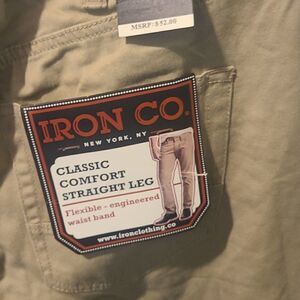 MSRP: $52.00
IRON CO.
NEW YORK, NY
CLASSIC
COMFORT
STRAIGHT LEG
Flexible - engineered
waist band
www.ironclothing.co